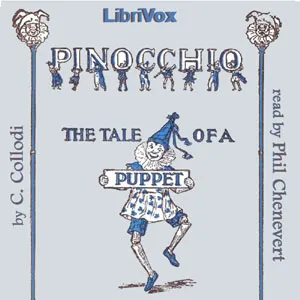 LibriVox
PINOCCHIO
THE TALE OF A
PUPPET
by C. Collodi
read by Phil Chenevert